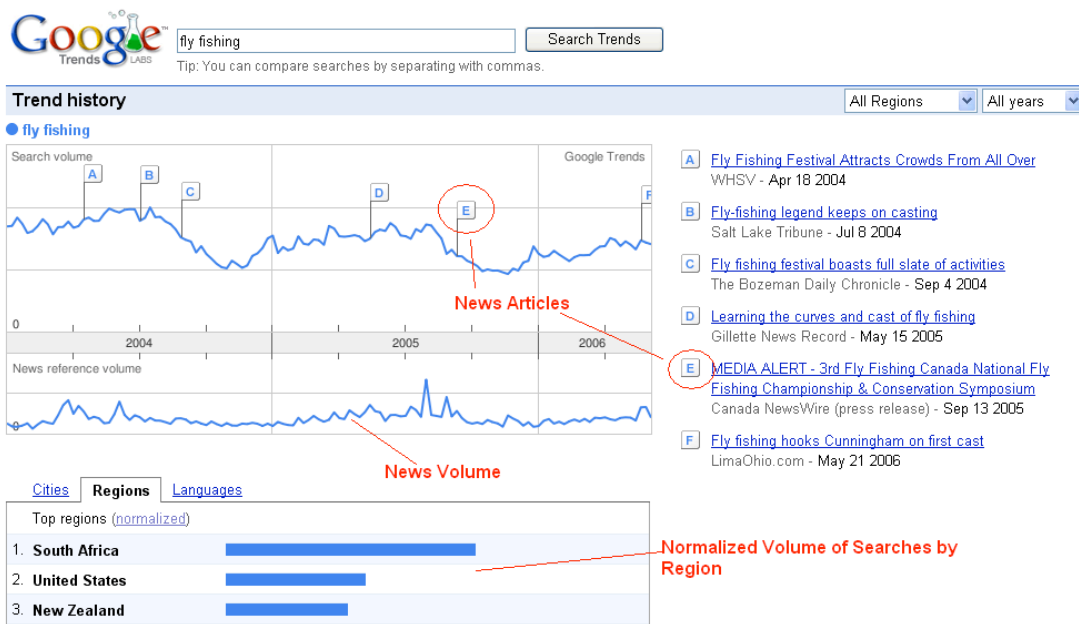 Google™
Trends LABS
fly fishing
Search Trends
Tip: You can compare searches by separating with commas.
Trend history
All Regions
All years
fly fishing
Search volume
Google Trends
A
B
C
D
E
F
0
2004
2005
2006
News reference volume
0
A Fly Fishing Festival Attracts Crowds From All Over
WHSV - Apr 18 2004
B Fly-fishing legend keeps on casting
Salt Lake Tribune - Jul 8 2004
C Fly fishing festival boasts full slate of activities
The Bozeman Daily Chronicle - Sep 4 2004
D Learning the curves and cast of fly fishing
Gillette News Record - May 15 2005
E MEDIA ALERT - 3rd Fly Fishing Canada National Fly
Fishing Championship & Conservation Symposium
Canada NewsWire (press release) - Sep 13 2005
F Fly fishing hooks Cunningham on first cast
LimaOhio.com - May 21 2006
News Articles
News Volume
Cities Regions Languages
Top regions (normalized)
1. South Africa
2. United States
3. New Zealand
Normalized Volume of Searches by
Region